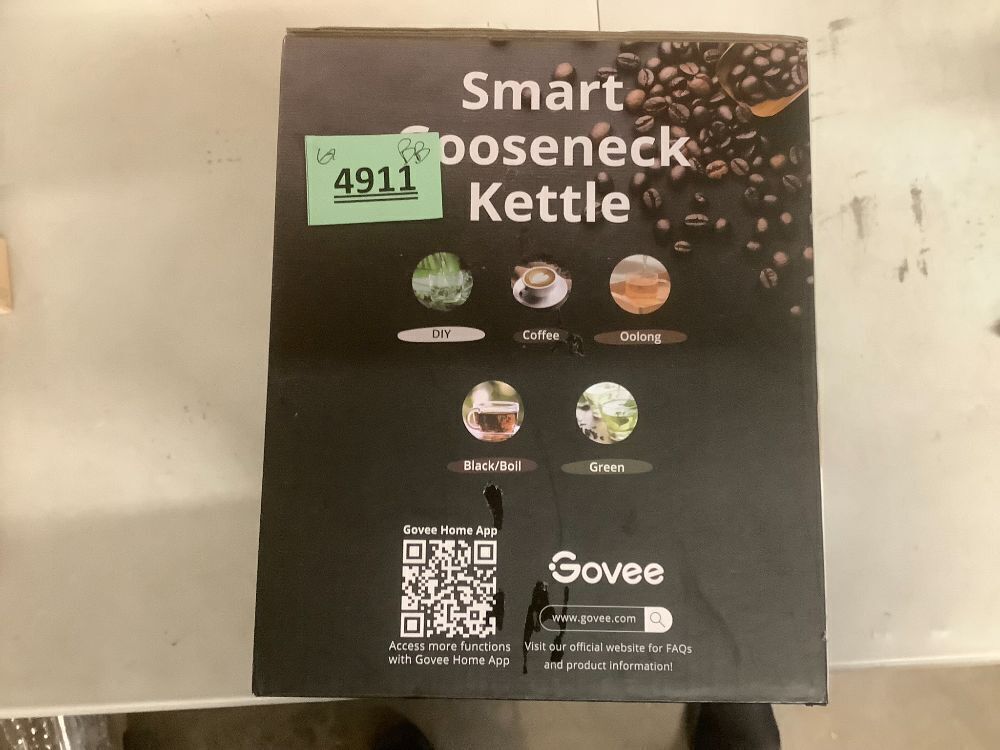 Smart
Gooseneck
Kettle
BB
4911
DIY
Coffee
Oolong
Black/Boil
Green
Govee Home App
Access more functions
with Govee Home App
Govee
www.govee.com
Visit our official website for FAQs
and product information!